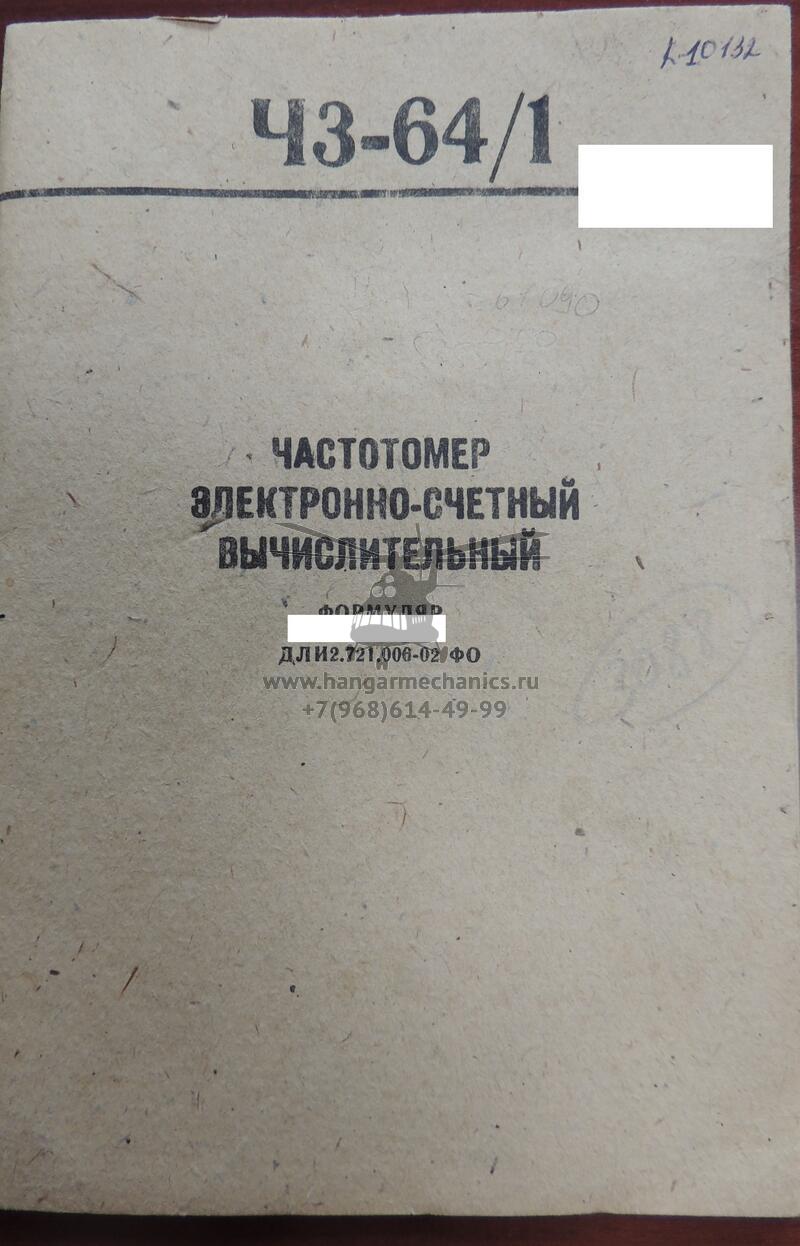 к-10132
Ч3-64/1
ЧАСТОТОМЕР
ЭЛЕКТРОННО-СЧЕТНЫЙ
ВЫЧИСЛИТЕЛЬНЫЙ
ФОРМУЛЯР
ДЛИ2.721.006-02 ФО
www.hangarmechanics.ru
+7(968)614-49-99